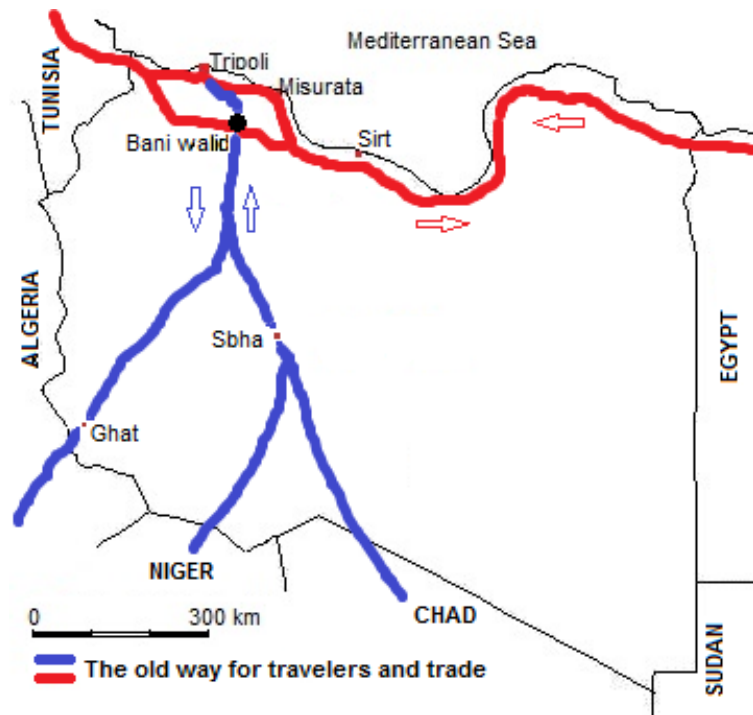 Mediterranean Sea
TUNISIA
Tripoli
Misurata
Bani walid
Sirt
ALGERIA
Sbha
EGYPT
Ghat
NIGER
CHAD
SUDAN
0 300 km
The old way for travelers and trade